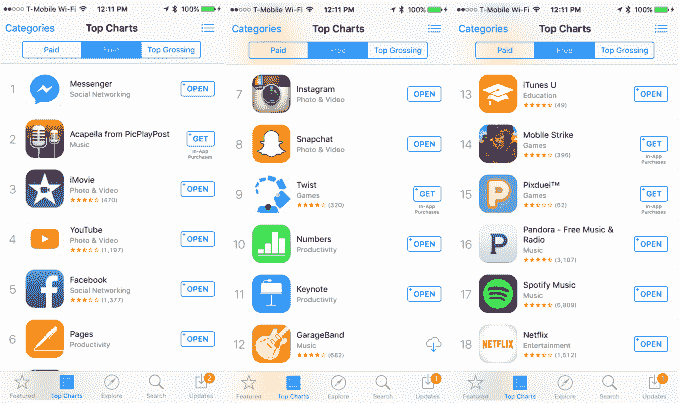 T-Mobile Wi-Fi 12:11 PM 100%
Categories Top Charts
Paid Free Top Grossing
1 Messenger
Social Networking
OPEN
2 Acapella from PicPlayPost
Music
GET
In-App
Purchases
3 iMovie
Photo & Video
(470)
OPEN
4 YouTube
Photo & Video
(1,197)
OPEN
5 Facebook
Social Networking
(1,377)
OPEN
6 Pages
Productivity
OPEN
Featured Top Charts Explore Search Updates
2
T-Mobile Wi-Fi 12:11 PM 100%
Categories Top Charts
Paid Free Top Grossing
7 Instagram
Photo & Video
OPEN
8 Snapchat
Photo & Video
OPEN
9 Twist
Games
(320)
GET
In-App
Purchases
10 Numbers
Productivity
OPEN
11 Keynote
Productivity
OPEN
12 GarageBand
Music
(682)
Featured Top Charts Explore Search Updates
1
T-Mobile Wi-Fi 12:11 PM 100%
Categories Top Charts
Paid Free Top Grossing
13 iTunes U
Education
(49)
OPEN
14 Mobile Strike
Games
(396)
GET
In-App
Purchases
15 Pixduel™
Games
(62)
GET
In-App
Purchases
16 Pandora - Free Music &
Radio
Music
(3,107)
OPEN
17 Spotify Music
Music
(6,809)
OPEN
18 Netflix
Entertainment
(1,512)
OPEN
NETFLIX
Featured Top Charts Explore Search Updates